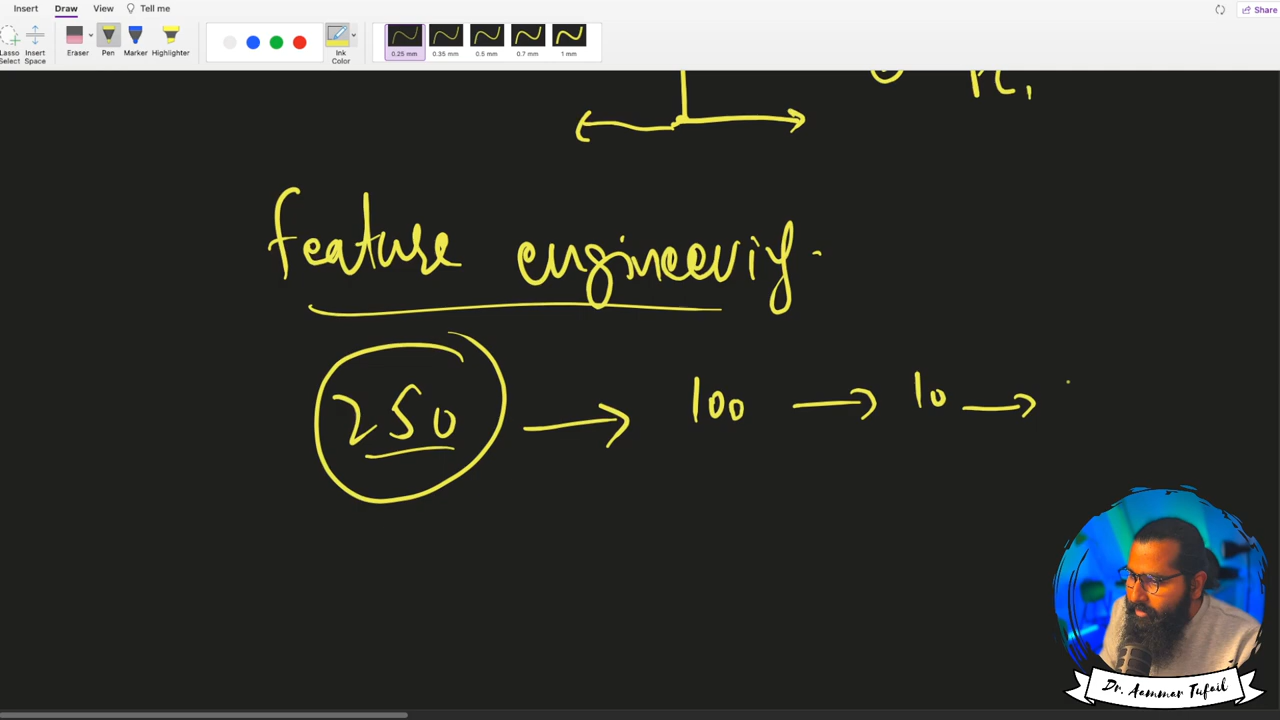 Insert Draw View Tell me
Share
Lasso Select
Insert Space
Eraser
Pen
Marker
Highlighter
Ink Color
0.25 mm
0.35 mm
0.5 mm
0.7 mm
1 mm
PC1
feature engineerig.
250 → 100 → 10 →
Dr. Aammar Tufail